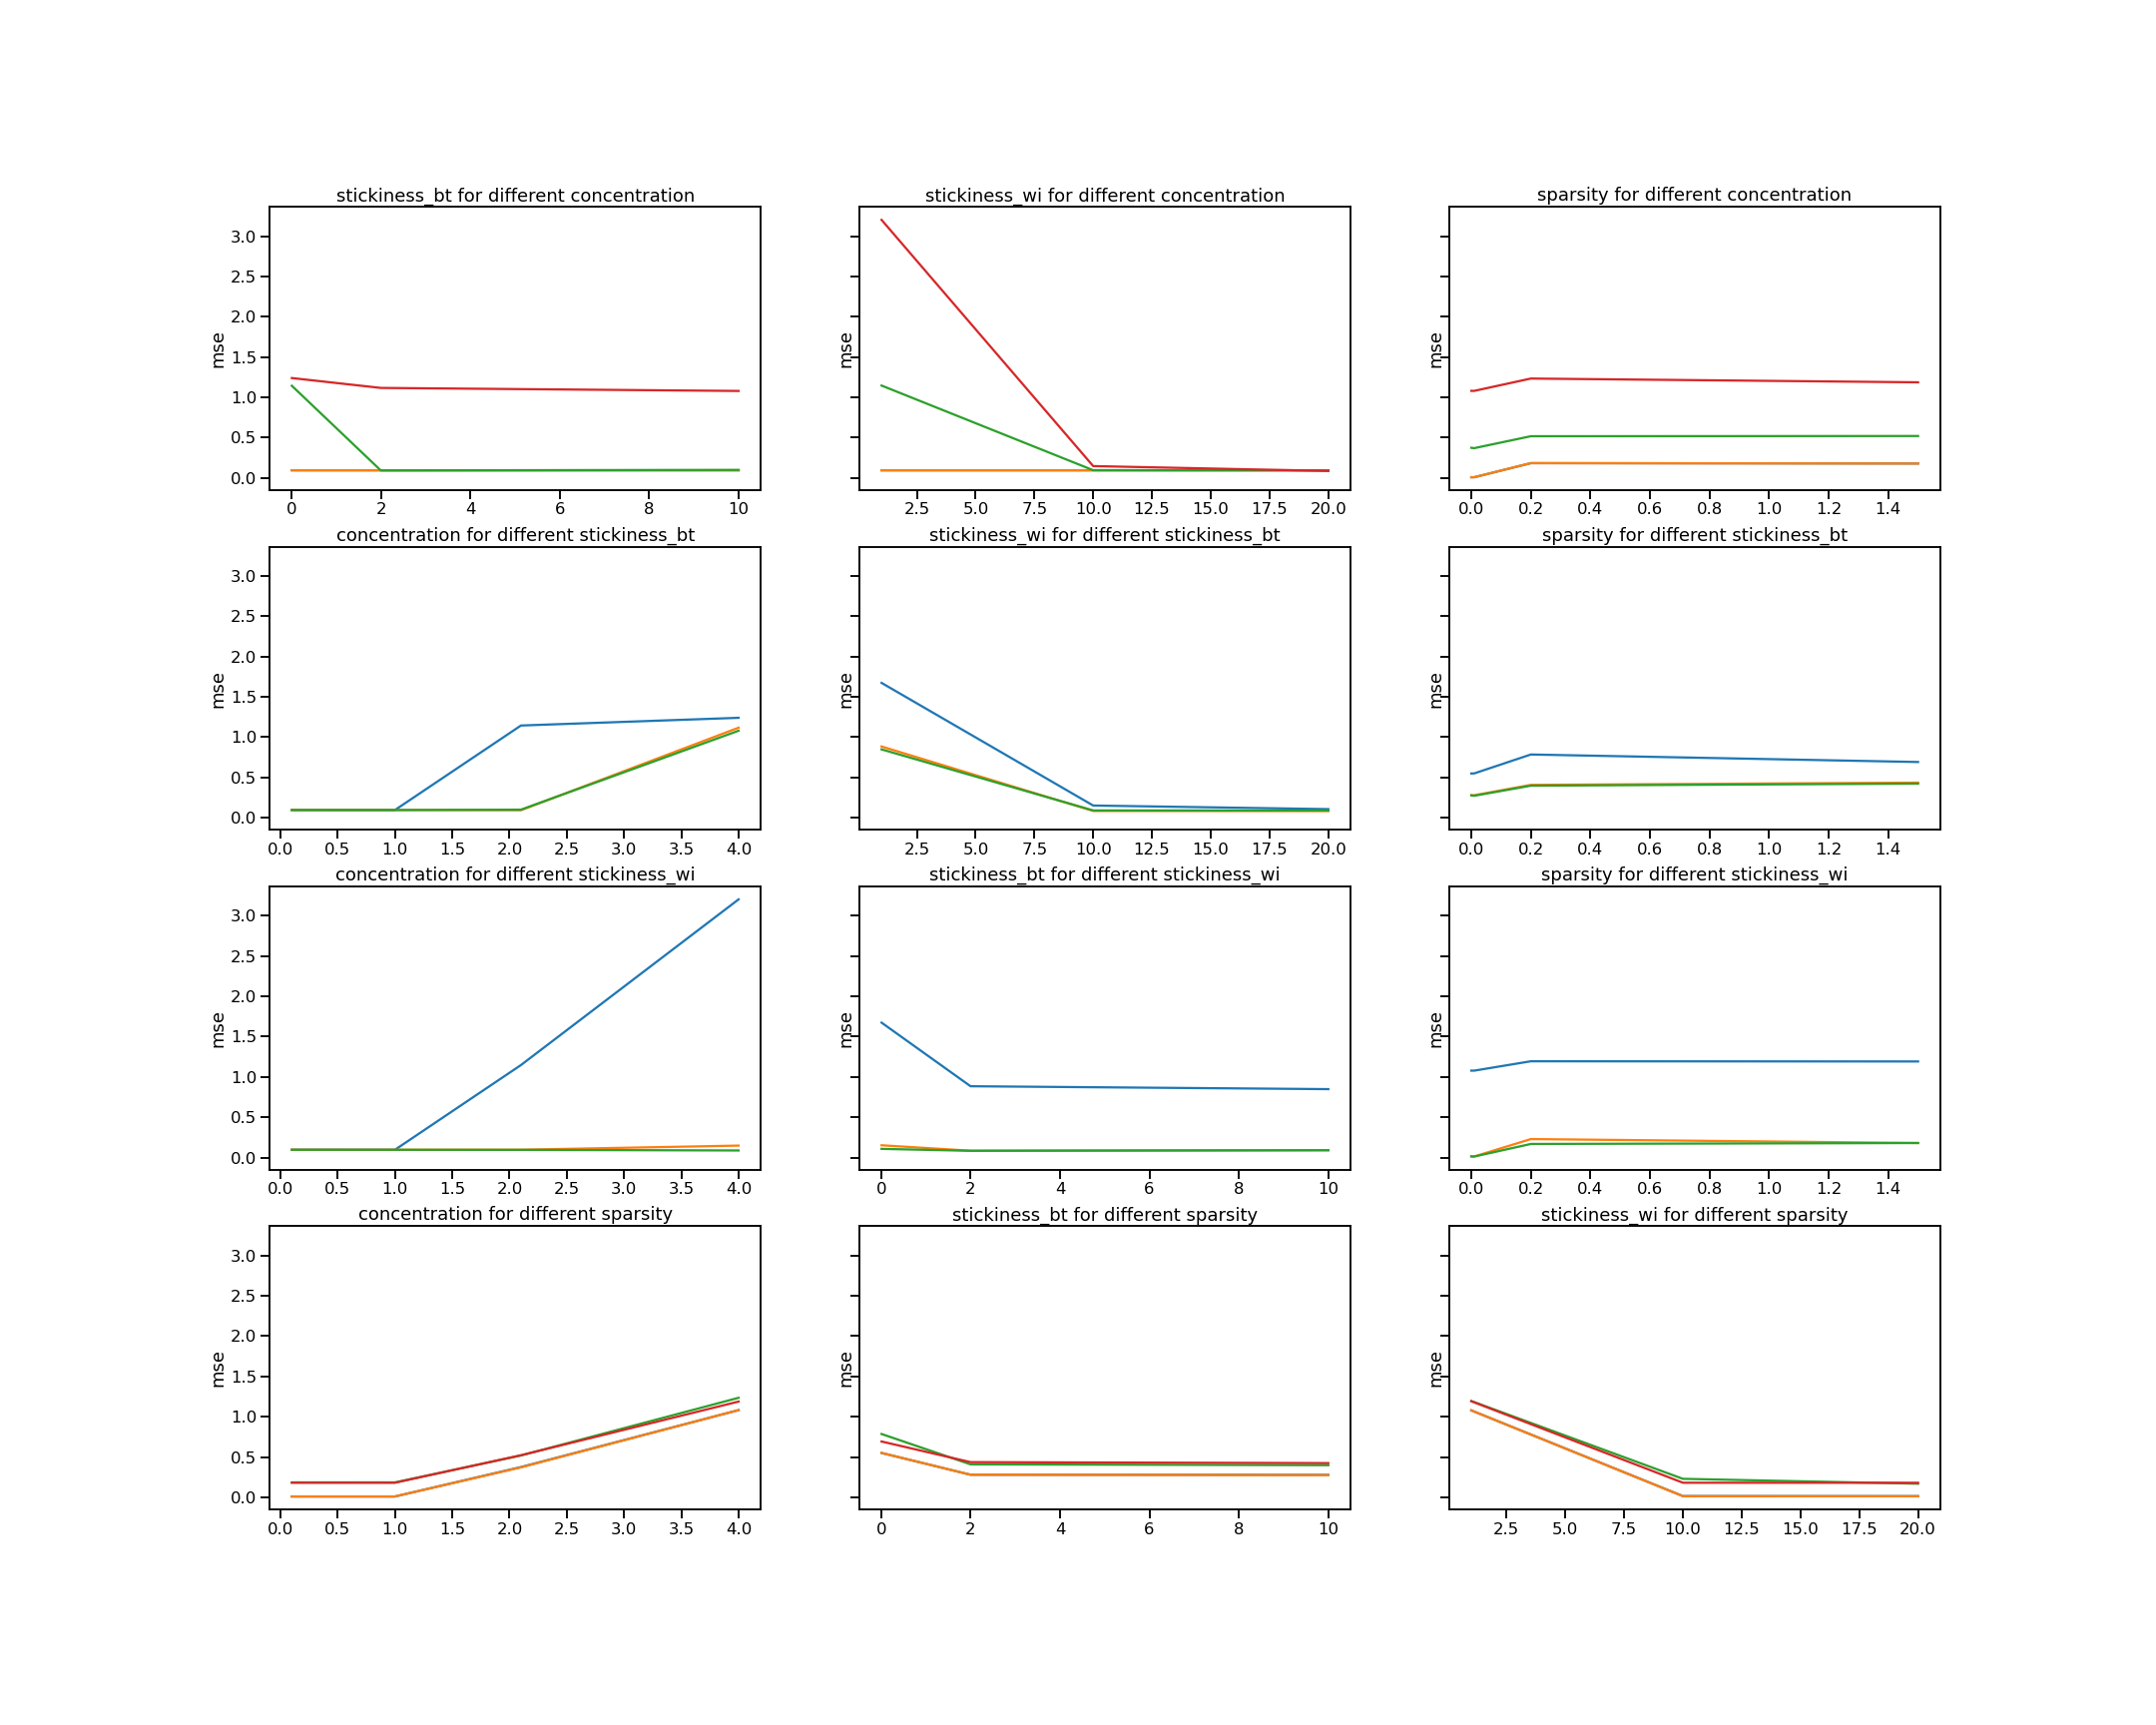 stickiness_bt for different concentration
stickiness_wi for different concentration
sparsity for different concentration
mse
3.0
2.5
2.0
1.5
1.0
0.5
0.0
0 2 4 6 8 10
mse
2.5 5.0 7.5 10.0 12.5 15.0 17.5 20.0
mse
0.0 0.2 0.4 0.6 0.8 1.0 1.2 1.4
concentration for different stickiness_bt
stickiness_wi for different stickiness_bt
sparsity for different stickiness_bt
mse
3.0
2.5
2.0
1.5
1.0
0.5
0.0
0.0 0.5 1.0 1.5 2.0 2.5 3.0 3.5 4.0
mse
2.5 5.0 7.5 10.0 12.5 15.0 17.5 20.0
mse
0.0 0.2 0.4 0.6 0.8 1.0 1.2 1.4
concentration for different stickiness_wi
stickiness_bt for different stickiness_wi
sparsity for different stickiness_wi
mse
3.0
2.5
2.0
1.5
1.0
0.5
0.0
0.0 0.5 1.0 1.5 2.0 2.5 3.0 3.5 4.0
mse
0 2 4 6 8 10
mse
0.0 0.2 0.4 0.6 0.8 1.0 1.2 1.4
concentration for different sparsity
stickiness_bt for different sparsity
stickiness_wi for different sparsity
mse
3.0
2.5
2.0
1.5
1.0
0.5
0.0
0.0 0.5 1.0 1.5 2.0 2.5 3.0 3.5 4.0
mse
0 2 4 6 8 10
mse
2.5 5.0 7.5 10.0 12.5 15.0 17.5 20.0